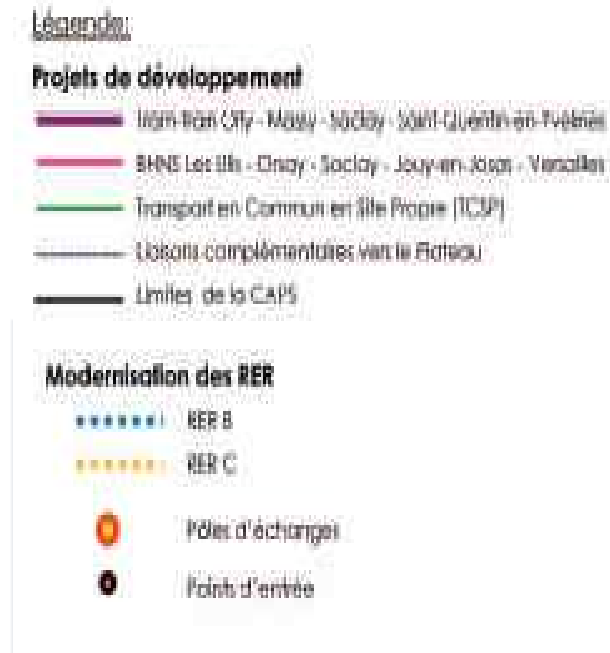 Légende:
Projets de développement
Tram-Train Orly - Massy - Saclay - Saint Quentin-en-Yvelines
BHNS Les Ulis - Orsay - Saclay - Jouy-en-Josas - Versailles
Transport en Commun en Site Propre (TCSP)
Liaisons complémentaires vers le Plateau
Limites de la CAPS
Modernisation des RER
RER B
RER C
Pôles d'échanges
Points d'entrée